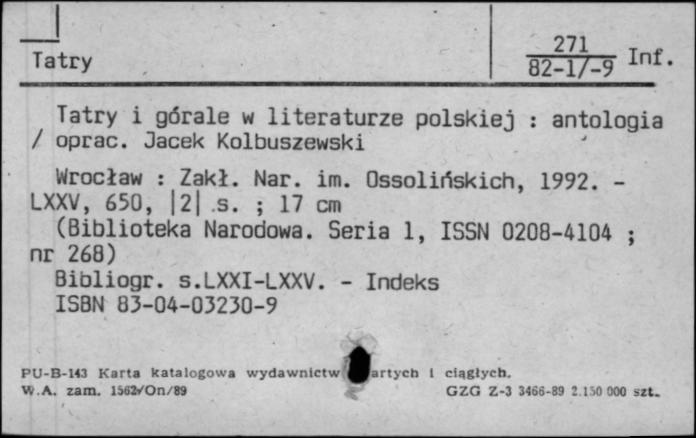 Tatry
271
82-1/-9 Inf.
Tatry i górale w literaturze polskiej : antologia
/ oprac. Jacek Kolbuszewski
Wrocław : Zakł. Nar. im. Ossolińskich, 1992. -
LXXV, 650, |2| s. ; 17 cm
(Biblioteka Narodowa. Seria 1, ISSN 0208-4104 ;
nr 268)
Bibliogr. s.LXXI-LXXV. - Indeks
ISBN 83-04-03230-9
PU-B-143 Karta katalogowa wydawnictw artych i ciągłych.
W.A. zam. 1562/On/89 GZG Z-3 3466-89 2.150 000 szt.